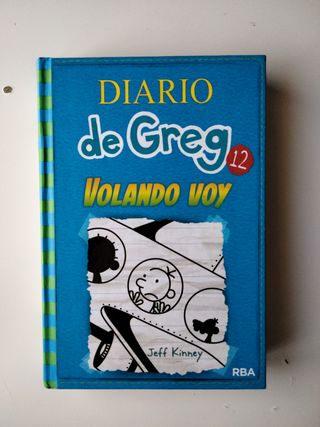 DIARIO
de Greg
12
VOLANDO VOY
Jeff Kinney
RBA